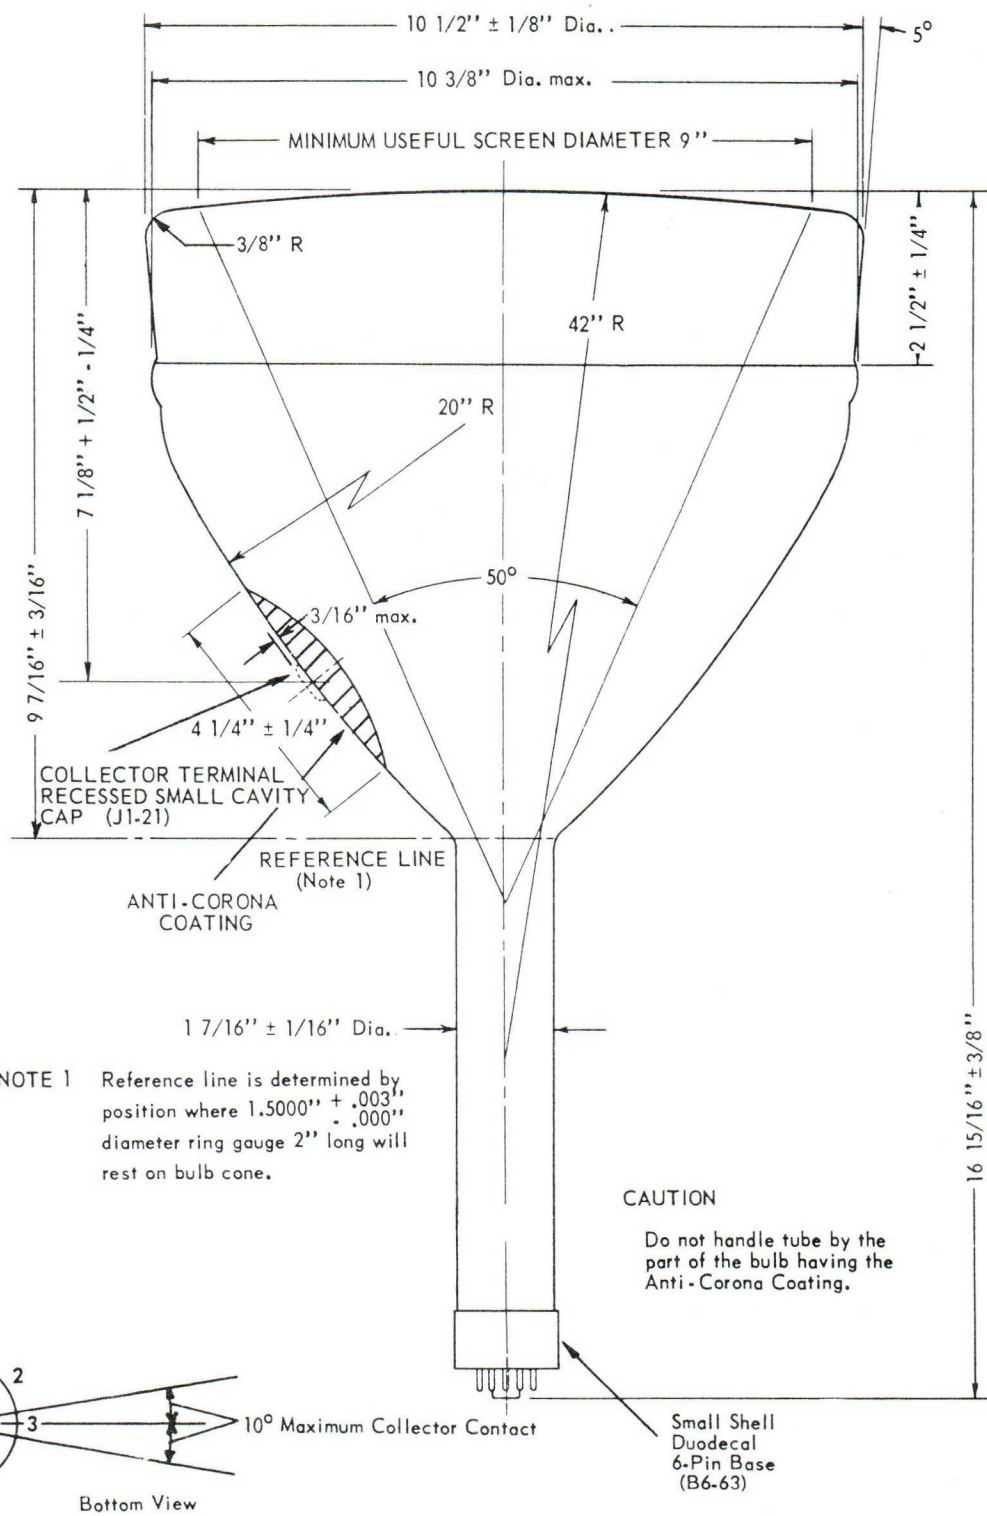 10 1/2" ± 1/8" Dia..
5°
10 3/8" Dia. max.
MINIMUM USEFUL SCREEN DIAMETER 9"
3/8" R
2 1/2" ± 1/4"
42" R
7 1/8" + 1/2" - 1/4"
20" R
9 7/16" ± 3/16"
50°
3/16" max.
4 1/4" ± 1/4"
COLLECTOR TERMINAL
RECESSED SMALL CAVITY
CAP (J1-21)
REFERENCE LINE
(Note 1)
ANTI-CORONA
COATING
1 7/16" ± 1/16" Dia.
16 15/16" ± 3/8"
NOTE 1 Reference line is determined by
position where 1.5000" + .003"
- .000"
diameter ring gauge 2" long will
rest on bulb cone.
CAUTION
Do not handle tube by the
part of the bulb having the
Anti-Corona Coating.
2
3
10° Maximum Collector Contact
Bottom View
Small Shell
Duodecal
6-Pin Base
(B6-63)